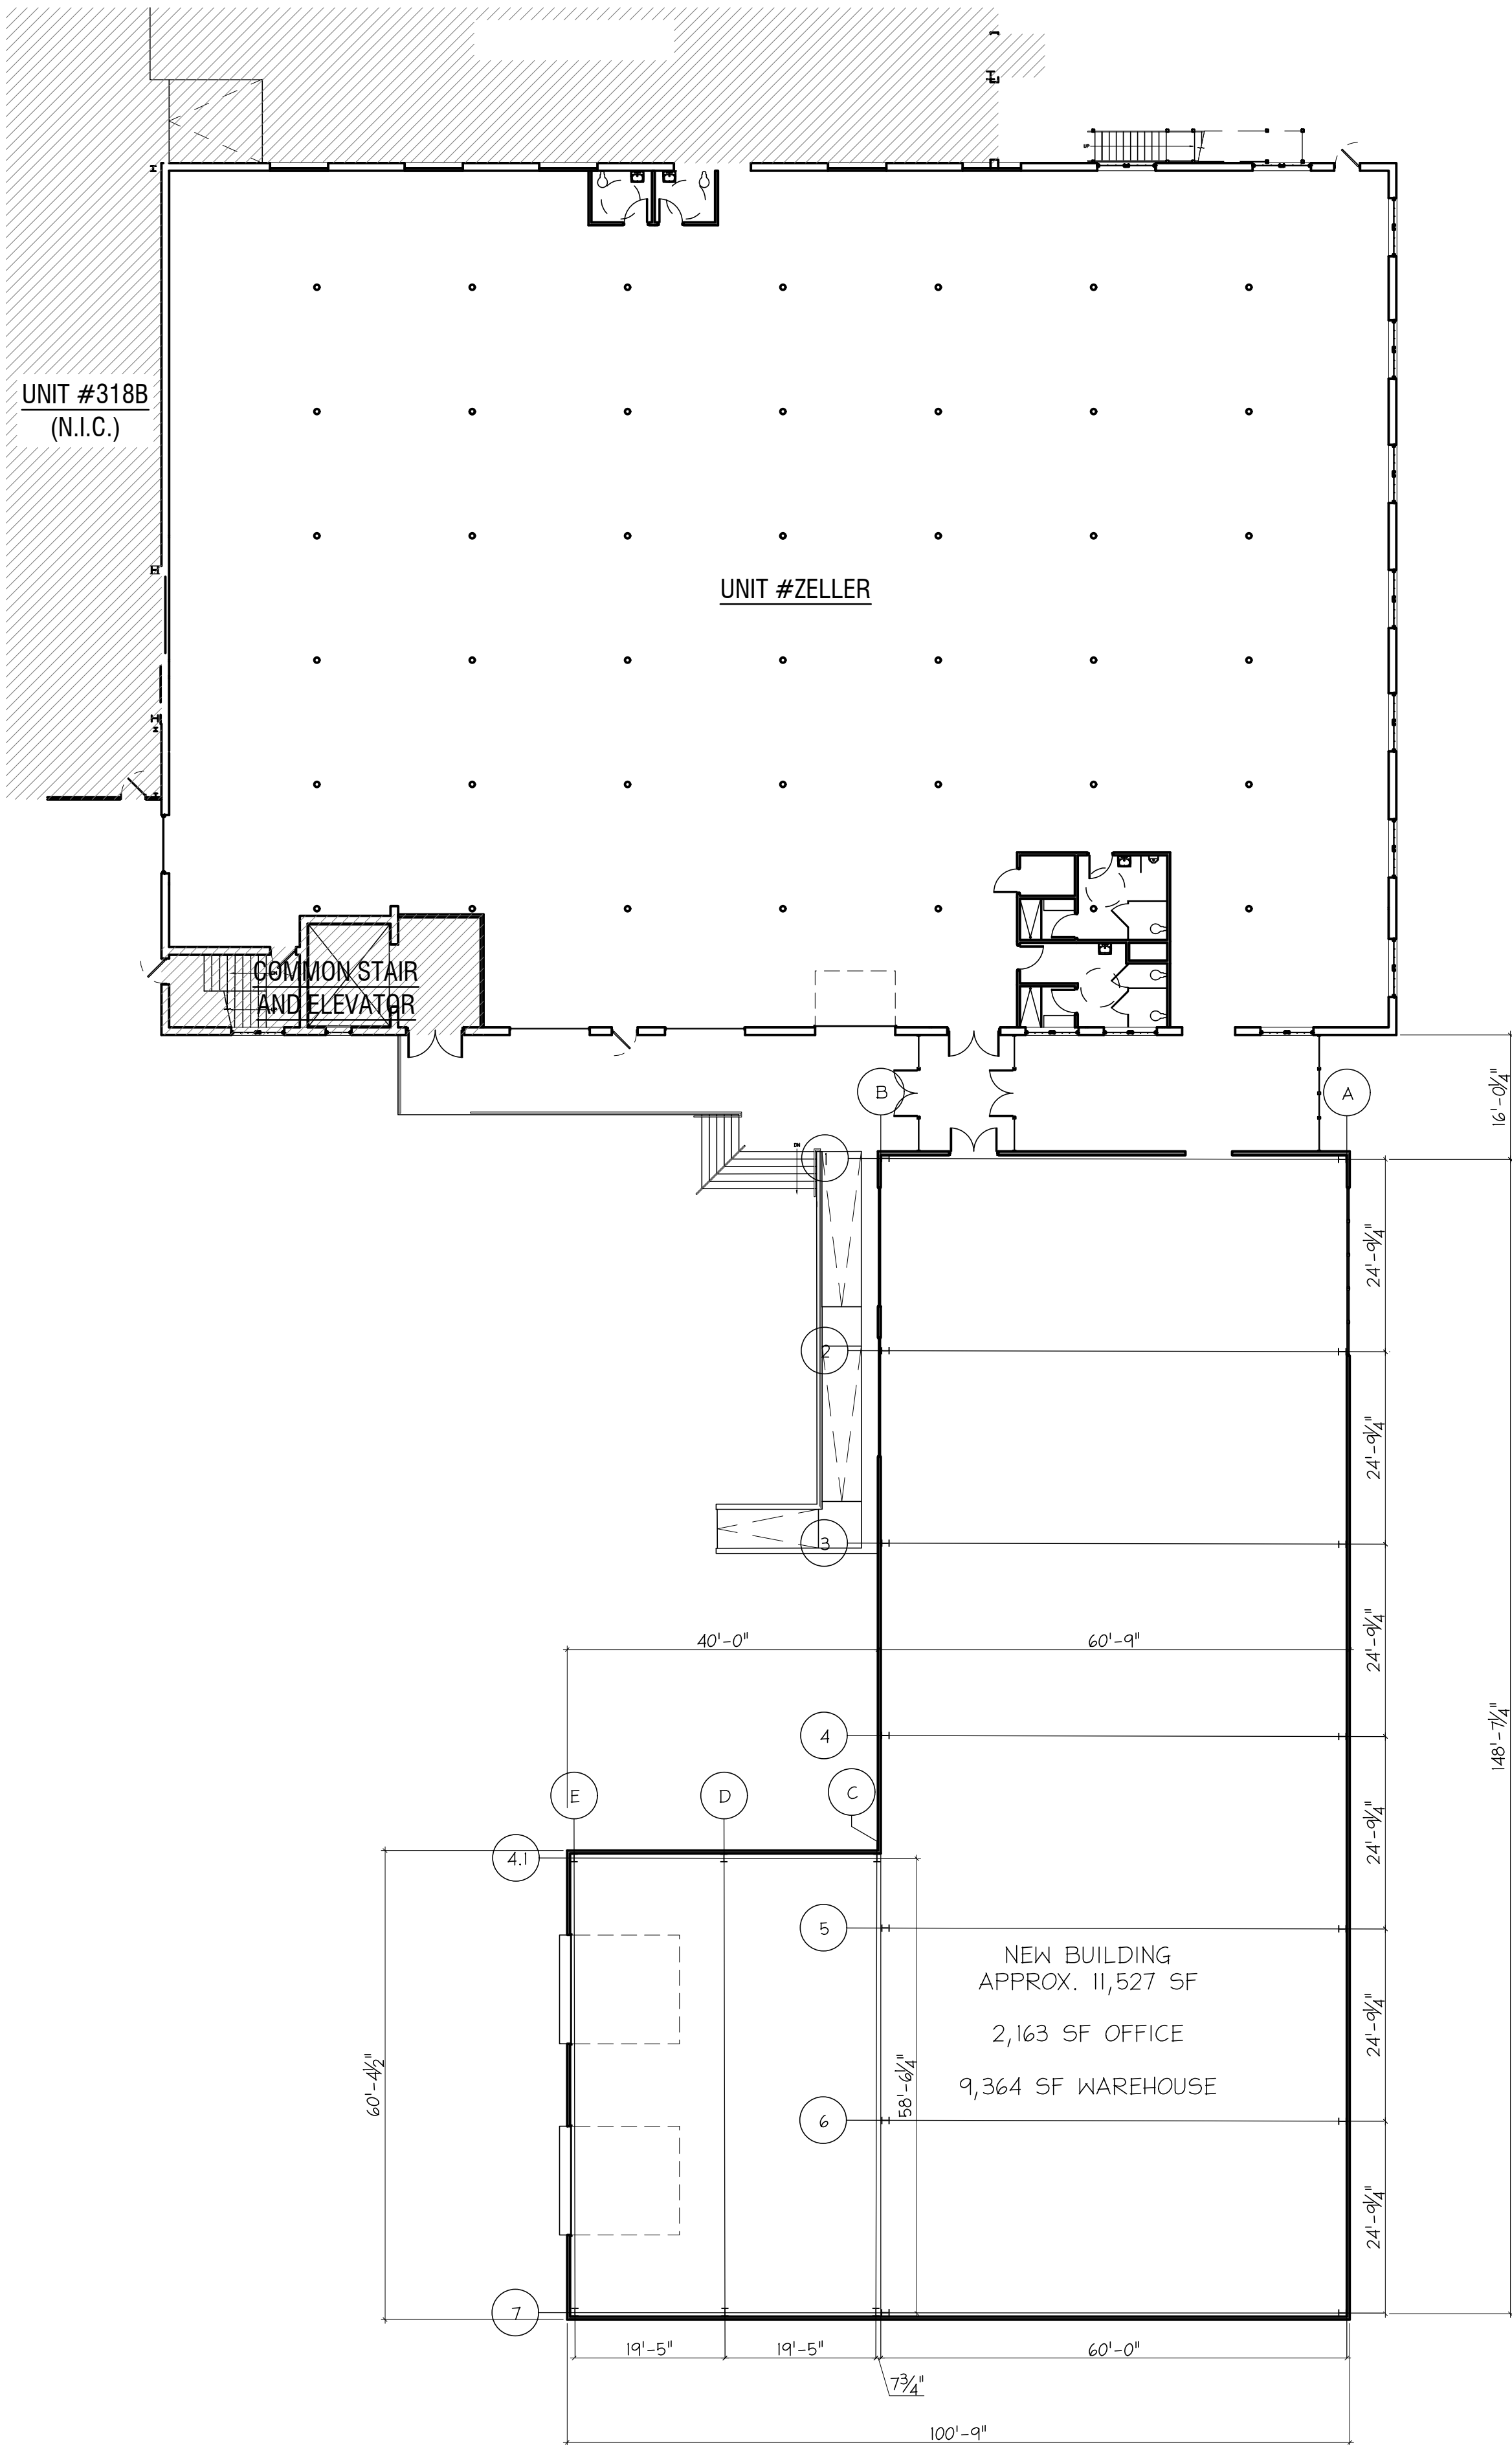 UP
UNIT #318B
(N.I.C.)
UNIT #ZELLER
COMMON STAIR
AND ELEVATOR
B
A
16'-0¼"
DN
1
24'-9¼"
2
24'-9¼"
3
24'-9¼"
40'-0"
60'-9"
4
148'-7¼"
E
D
C
24'-9¼"
4.1
5
NEW BUILDING
APPROX. 11,527 SF
2,163 SF OFFICE
9,364 SF WAREHOUSE
24'-9¼"
60'-4½"
58'-6¼"
6
24'-9¼"
7
19'-5"
19'-5"
60'-0"
7¾"
100'-9"